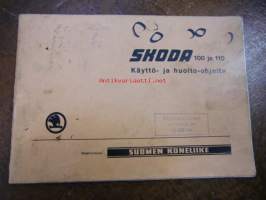 SKODA 100 ja 110
Käyttö- ja huolto-ohjeita
Antikvariaatti.net
SUOMEN KONELIIKE